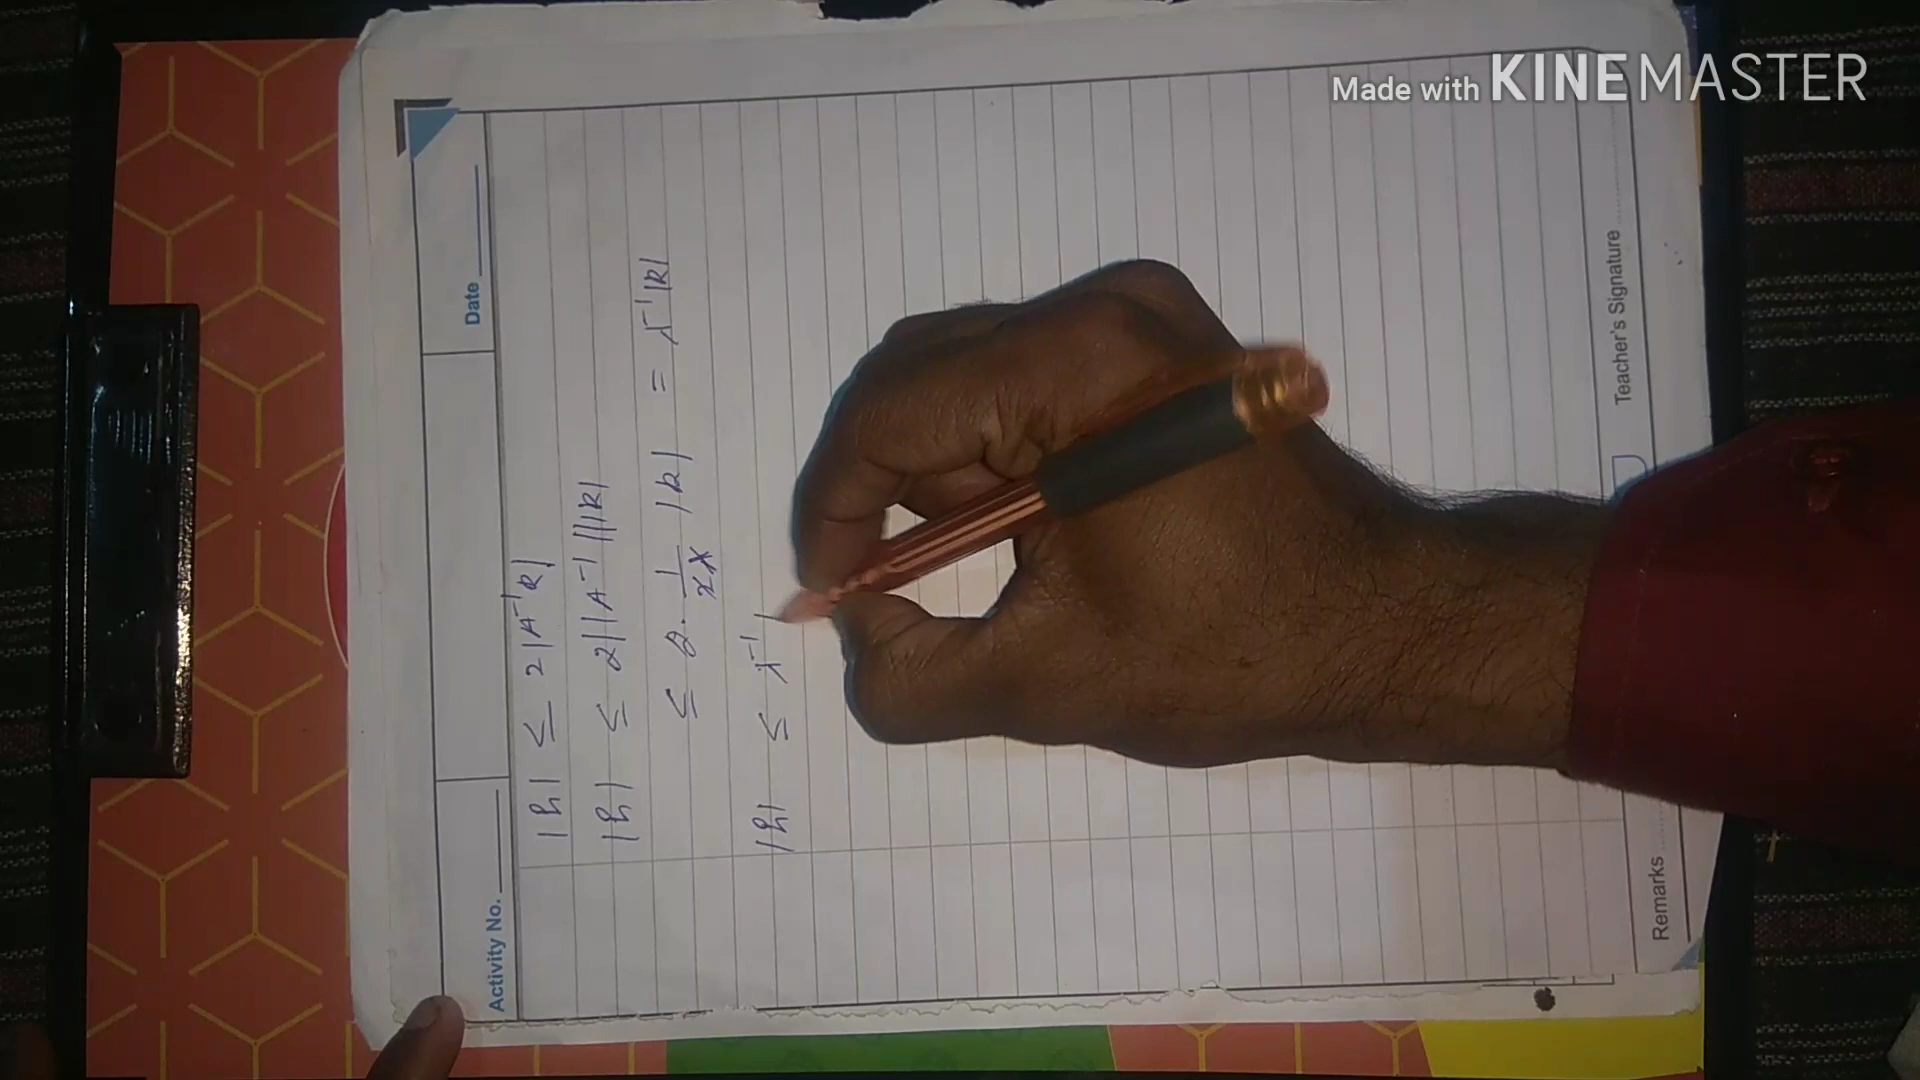 Made with KINEMASTER
Activity No.
Date
|h| ≤ 2|A⁻¹k|
|h| ≤ 2||A⁻¹|||k|
≤ 2. 1/2λ |k| = λ⁻¹|k|
|h| ≤ λ⁻¹|
Remarks
Teacher's Signature